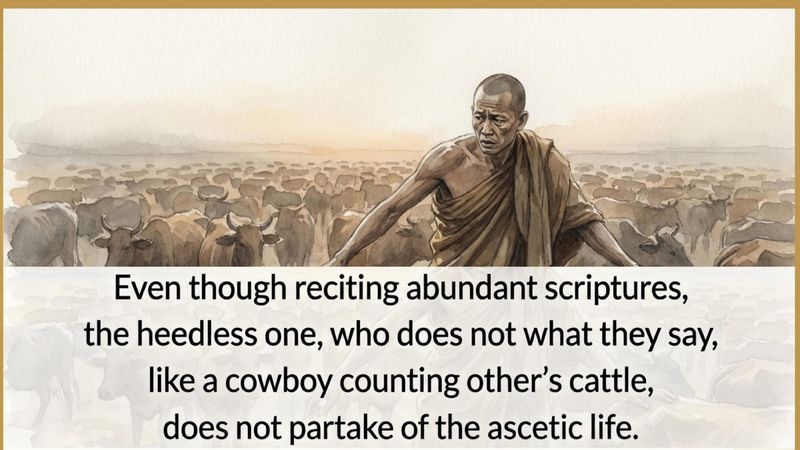 Even though reciting abundant scriptures,
the heedless one, who does not what they say,
like a cowboy counting other’s cattle,
does not partake of the ascetic life.